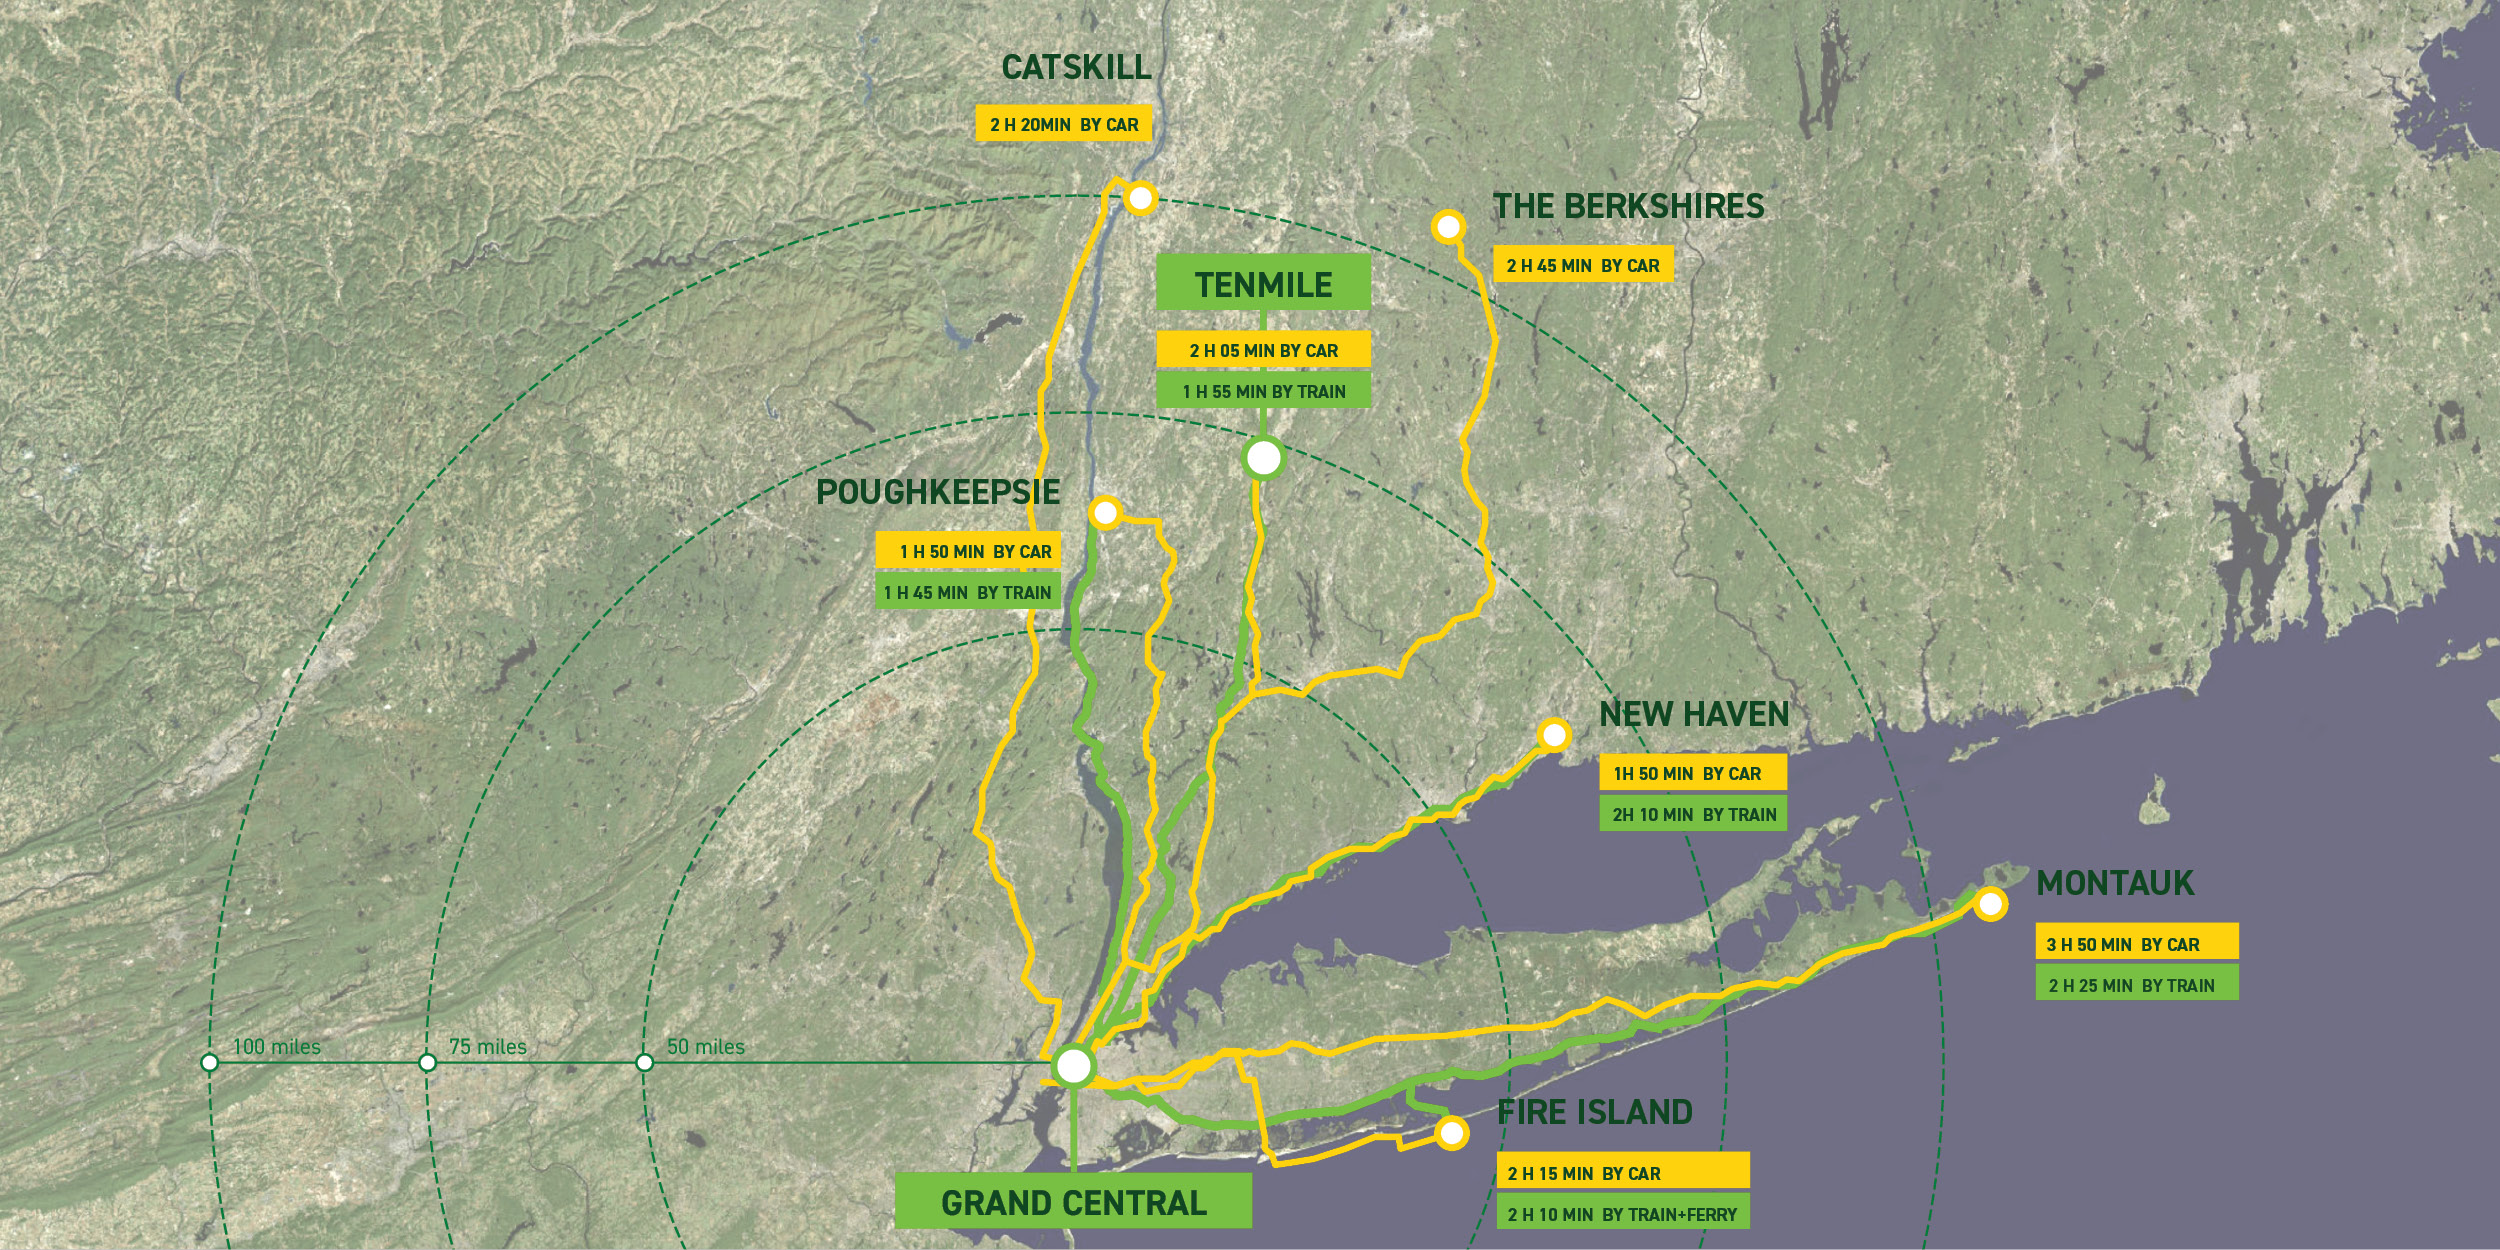 CATSKILL
2 H 20MIN BY CAR
THE BERKSHIRES
2 H 45 MIN BY CAR
TENMILE
2 H 05 MIN BY CAR
1 H 55 MIN BY TRAIN
POUGHKEEPSIE
1 H 50 MIN BY CAR
1 H 45 MIN BY TRAIN
NEW HAVEN
1H 50 MIN BY CAR
2H 10 MIN BY TRAIN
MONTAUK
3 H 50 MIN BY CAR
2 H 25 MIN BY TRAIN
100 miles
75 miles
50 miles
FIRE ISLAND
2 H 15 MIN BY CAR
2 H 10 MIN BY TRAIN+FERRY
GRAND CENTRAL